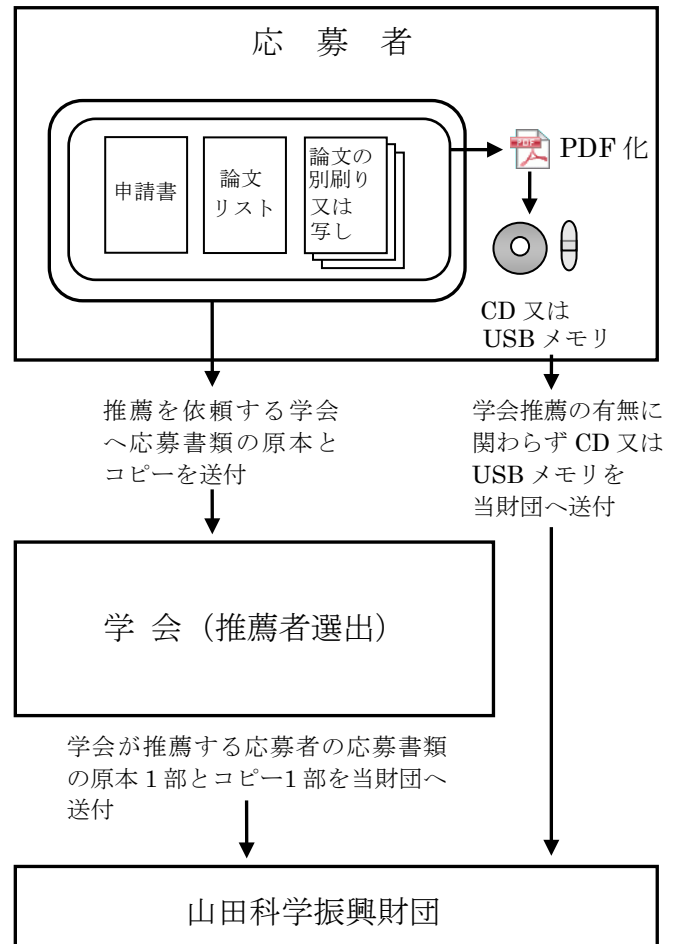 応 募 者
申請書
論文
リスト
論文の
別刷り
又は
写し
PDF
PDF 化
CD 又は
USB メモリ
推薦を依頼する学会
へ応募書類の原本と
コピーを送付
学会推薦の有無に
関わらず CD 又は
USB メモリを
当財団へ送付
学 会（推薦者選出）
学会が推薦する応募者の応募書類
の原本 1 部とコピー1 部を当財団へ
送付
山田科学振興財団